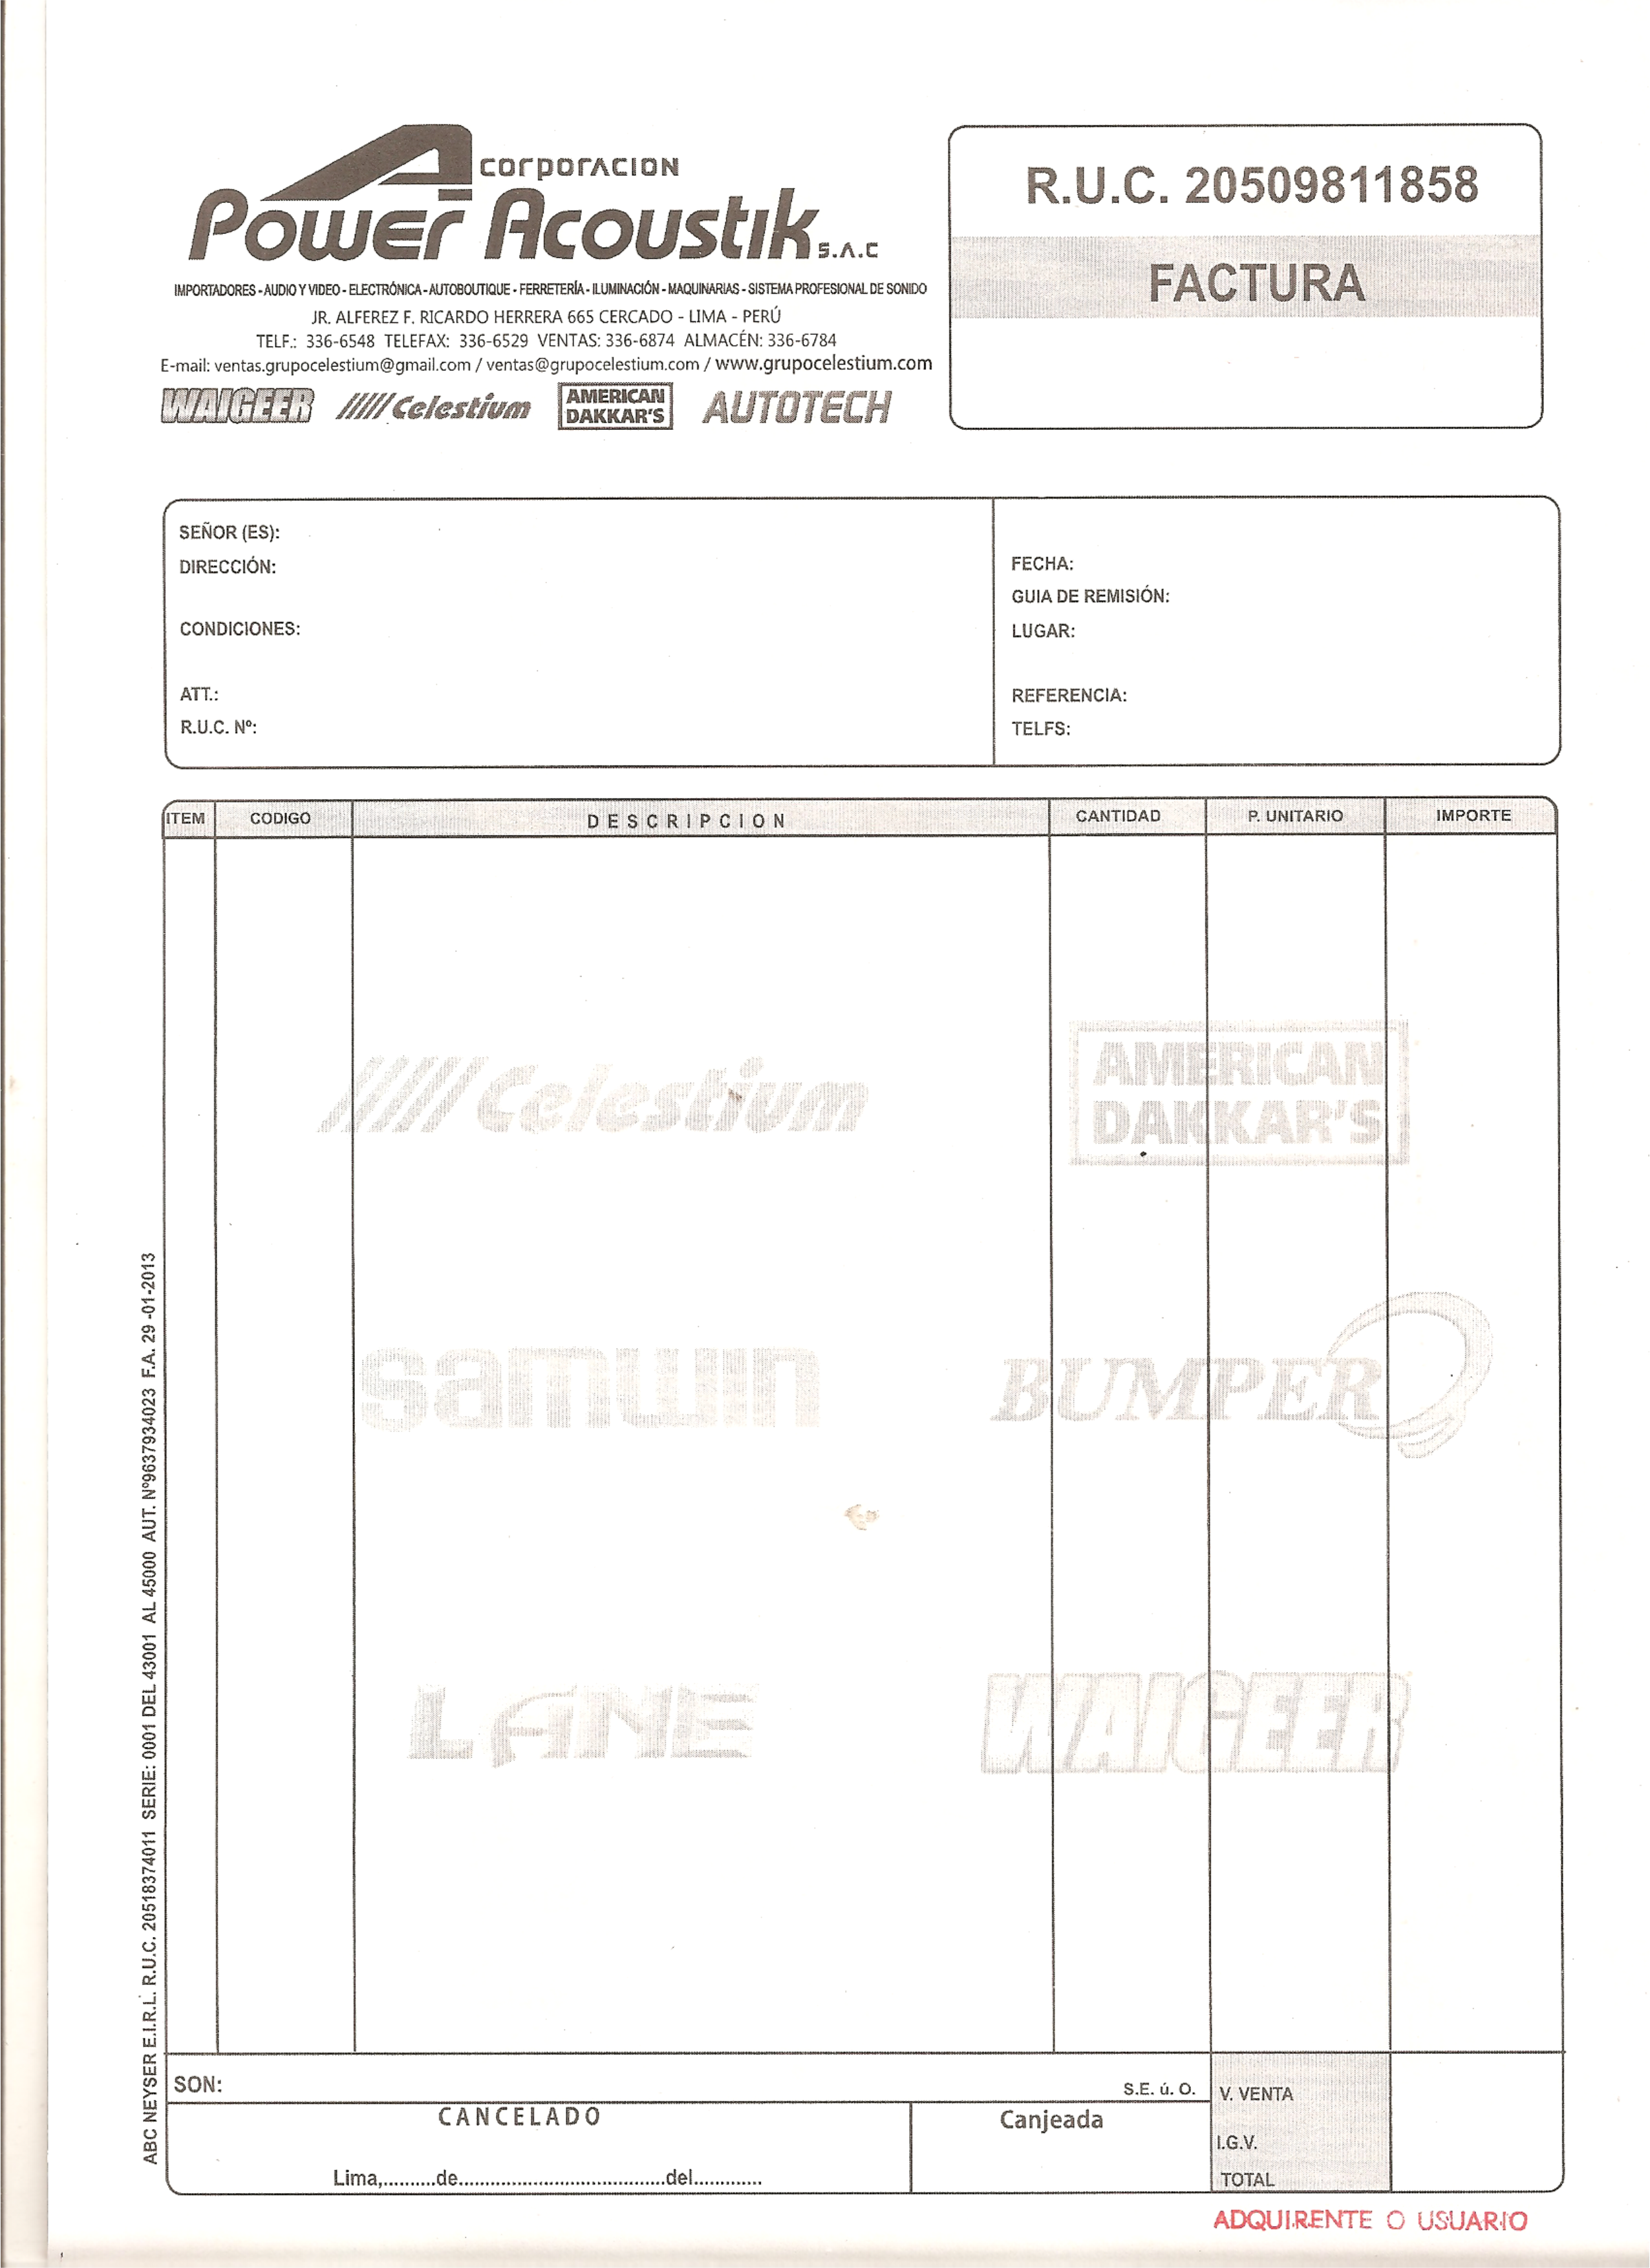 corporacion
Power Acoustik S.A.C
IMPORTADORES - AUDIO Y VIDEO - ELECTRÓNICA - AUTOBOUTIQUE - FERRETERÍA - ILUMINACIÓN - MAQUINARIAS - SISTEMA PROFESIONAL DE SONIDO
JR. ALFEREZ F. RICARDO HERRERA 665 CERCADO - LIMA - PERÚ
TELF.: 336-6548 TELEFAX: 336-6529 VENTAS: 336-6874 ALMACÉN: 336-6784
E-mail: ventas.grupocelestium@gmail.com / ventas@grupocelestium.com / www.grupocelestium.com
WAIGEER Celestium AMERICAN DAKKAR'S AUTOTECH
R.U.C. 20509811858
FACTURA
SEÑOR (ES):
DIRECCIÓN:
CONDICIONES:
ATT.:
R.U.C. Nº:
FECHA:
GUIA DE REMISIÓN:
LUGAR:
REFERENCIA:
TELFS:
ITEM CODIGO DESCRIPCION CANTIDAD P. UNITARIO IMPORTE
Celestium
AMERICAN
DAKKAR'S
samwin
BUMPER
LANE
WAIGEER
ABC NEYSER E.I.R.L. R.U.C. 20518374011 SERIE: 0001 DEL 43001 AL 45000 AUT. Nº9637934023 F.A. 29 -01-2013
SON: S.E. ú. O.
CANCELADO
Lima,..........de........................................del.............
Canjeada
V. VENTA
I.G.V.
TOTAL
ADQUIRENTE O USUARIO